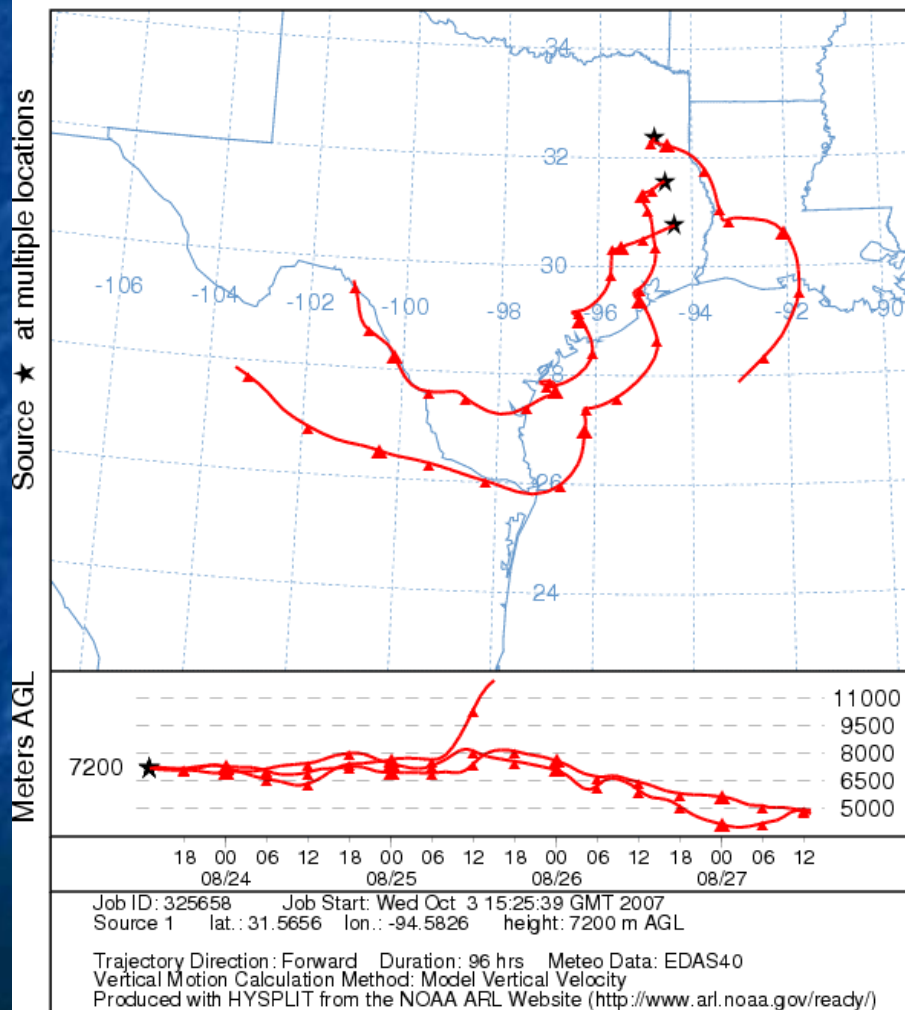 Source ★ at multiple locations
34
32
30
-106
-104
-102
-100
-98
-96
-94
-92
-90
28
26
24
Meters AGL
7200
11000
9500
8000
6500
5000
18 00 06 12 18 00 06 12 18 00 06 12 18 00 06 12
08/24 08/25 08/26 08/27
Job ID: 325658 Job Start: Wed Oct 3 15:25:39 GMT 2007
Source 1 lat.: 31.5656 lon.: -94.5826 height: 7200 m AGL
Trajectory Direction: Forward Duration: 96 hrs Meteo Data: EDAS40
Vertical Motion Calculation Method: Model Vertical Velocity
Produced with HYSPLIT from the NOAA ARL Website (http://www.arl.noaa.gov/ready/)